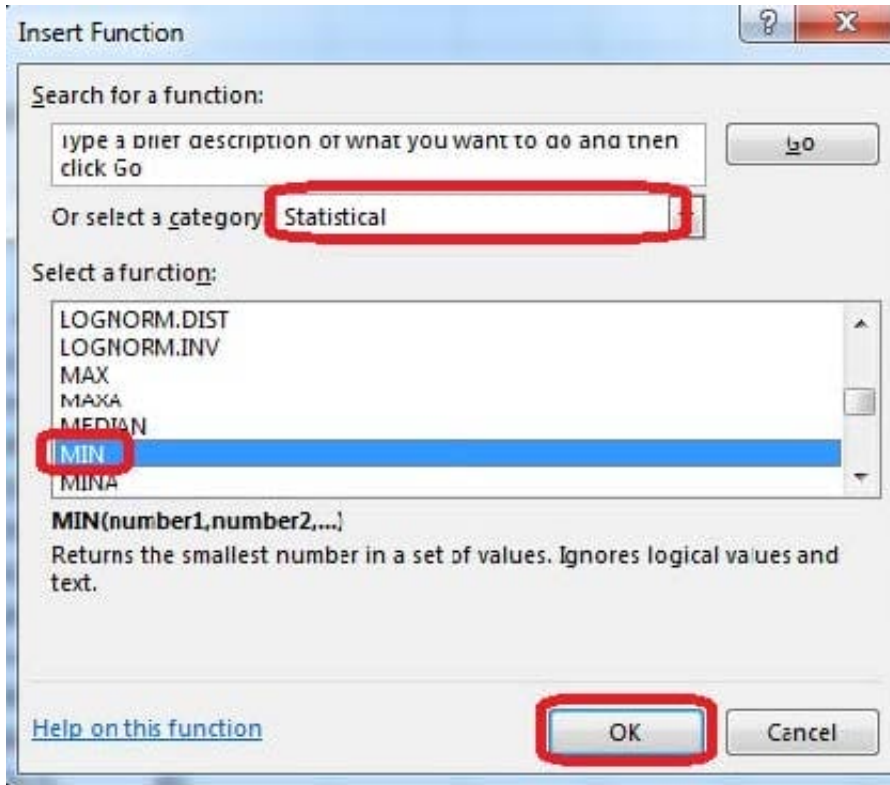 Insert Function
Search for a function:
Type a brief description of what you want to do and then
click Go
Go
Or select a category
Statistical
Select a function:
LOGNORM.DIST
LOGNORM.INV
MAX
MAXA
MEDIAN
MIN
MINA
MIN(number1,number2,...)
Returns the smallest number in a set of values. Ignores logical values and
text.
Help on this function
OK
Cancel